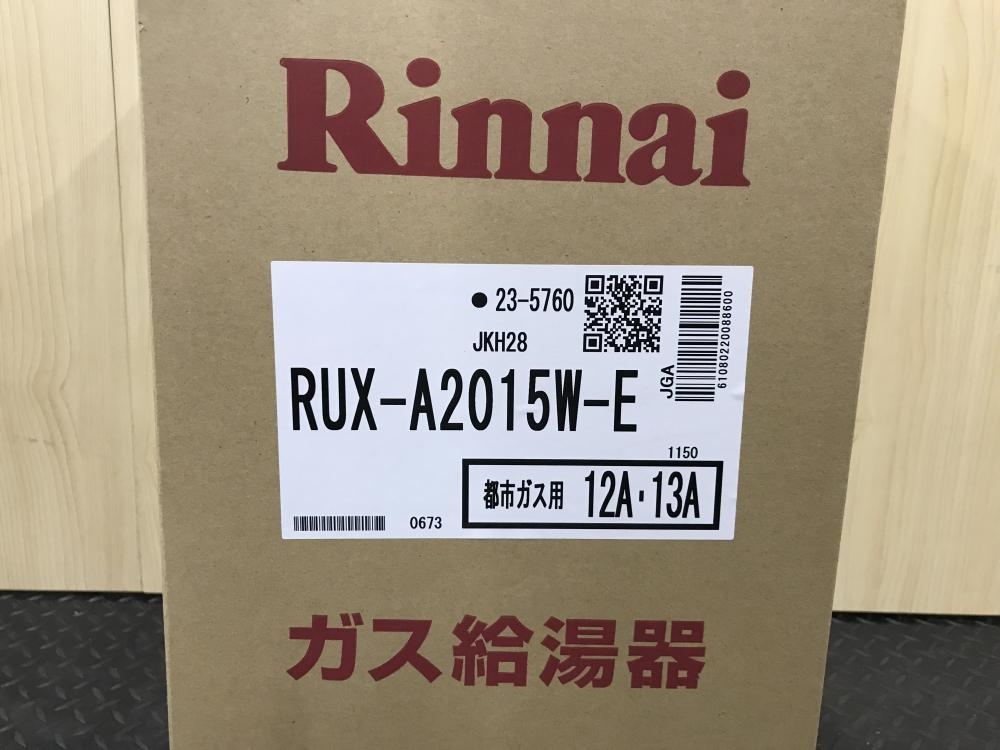 Rinnai
● 23-5760
JKH28
RUX-A2015W-E
JGA
61080220088600
1150
都市ガス用 12A・13A
0673
ガス給湯器